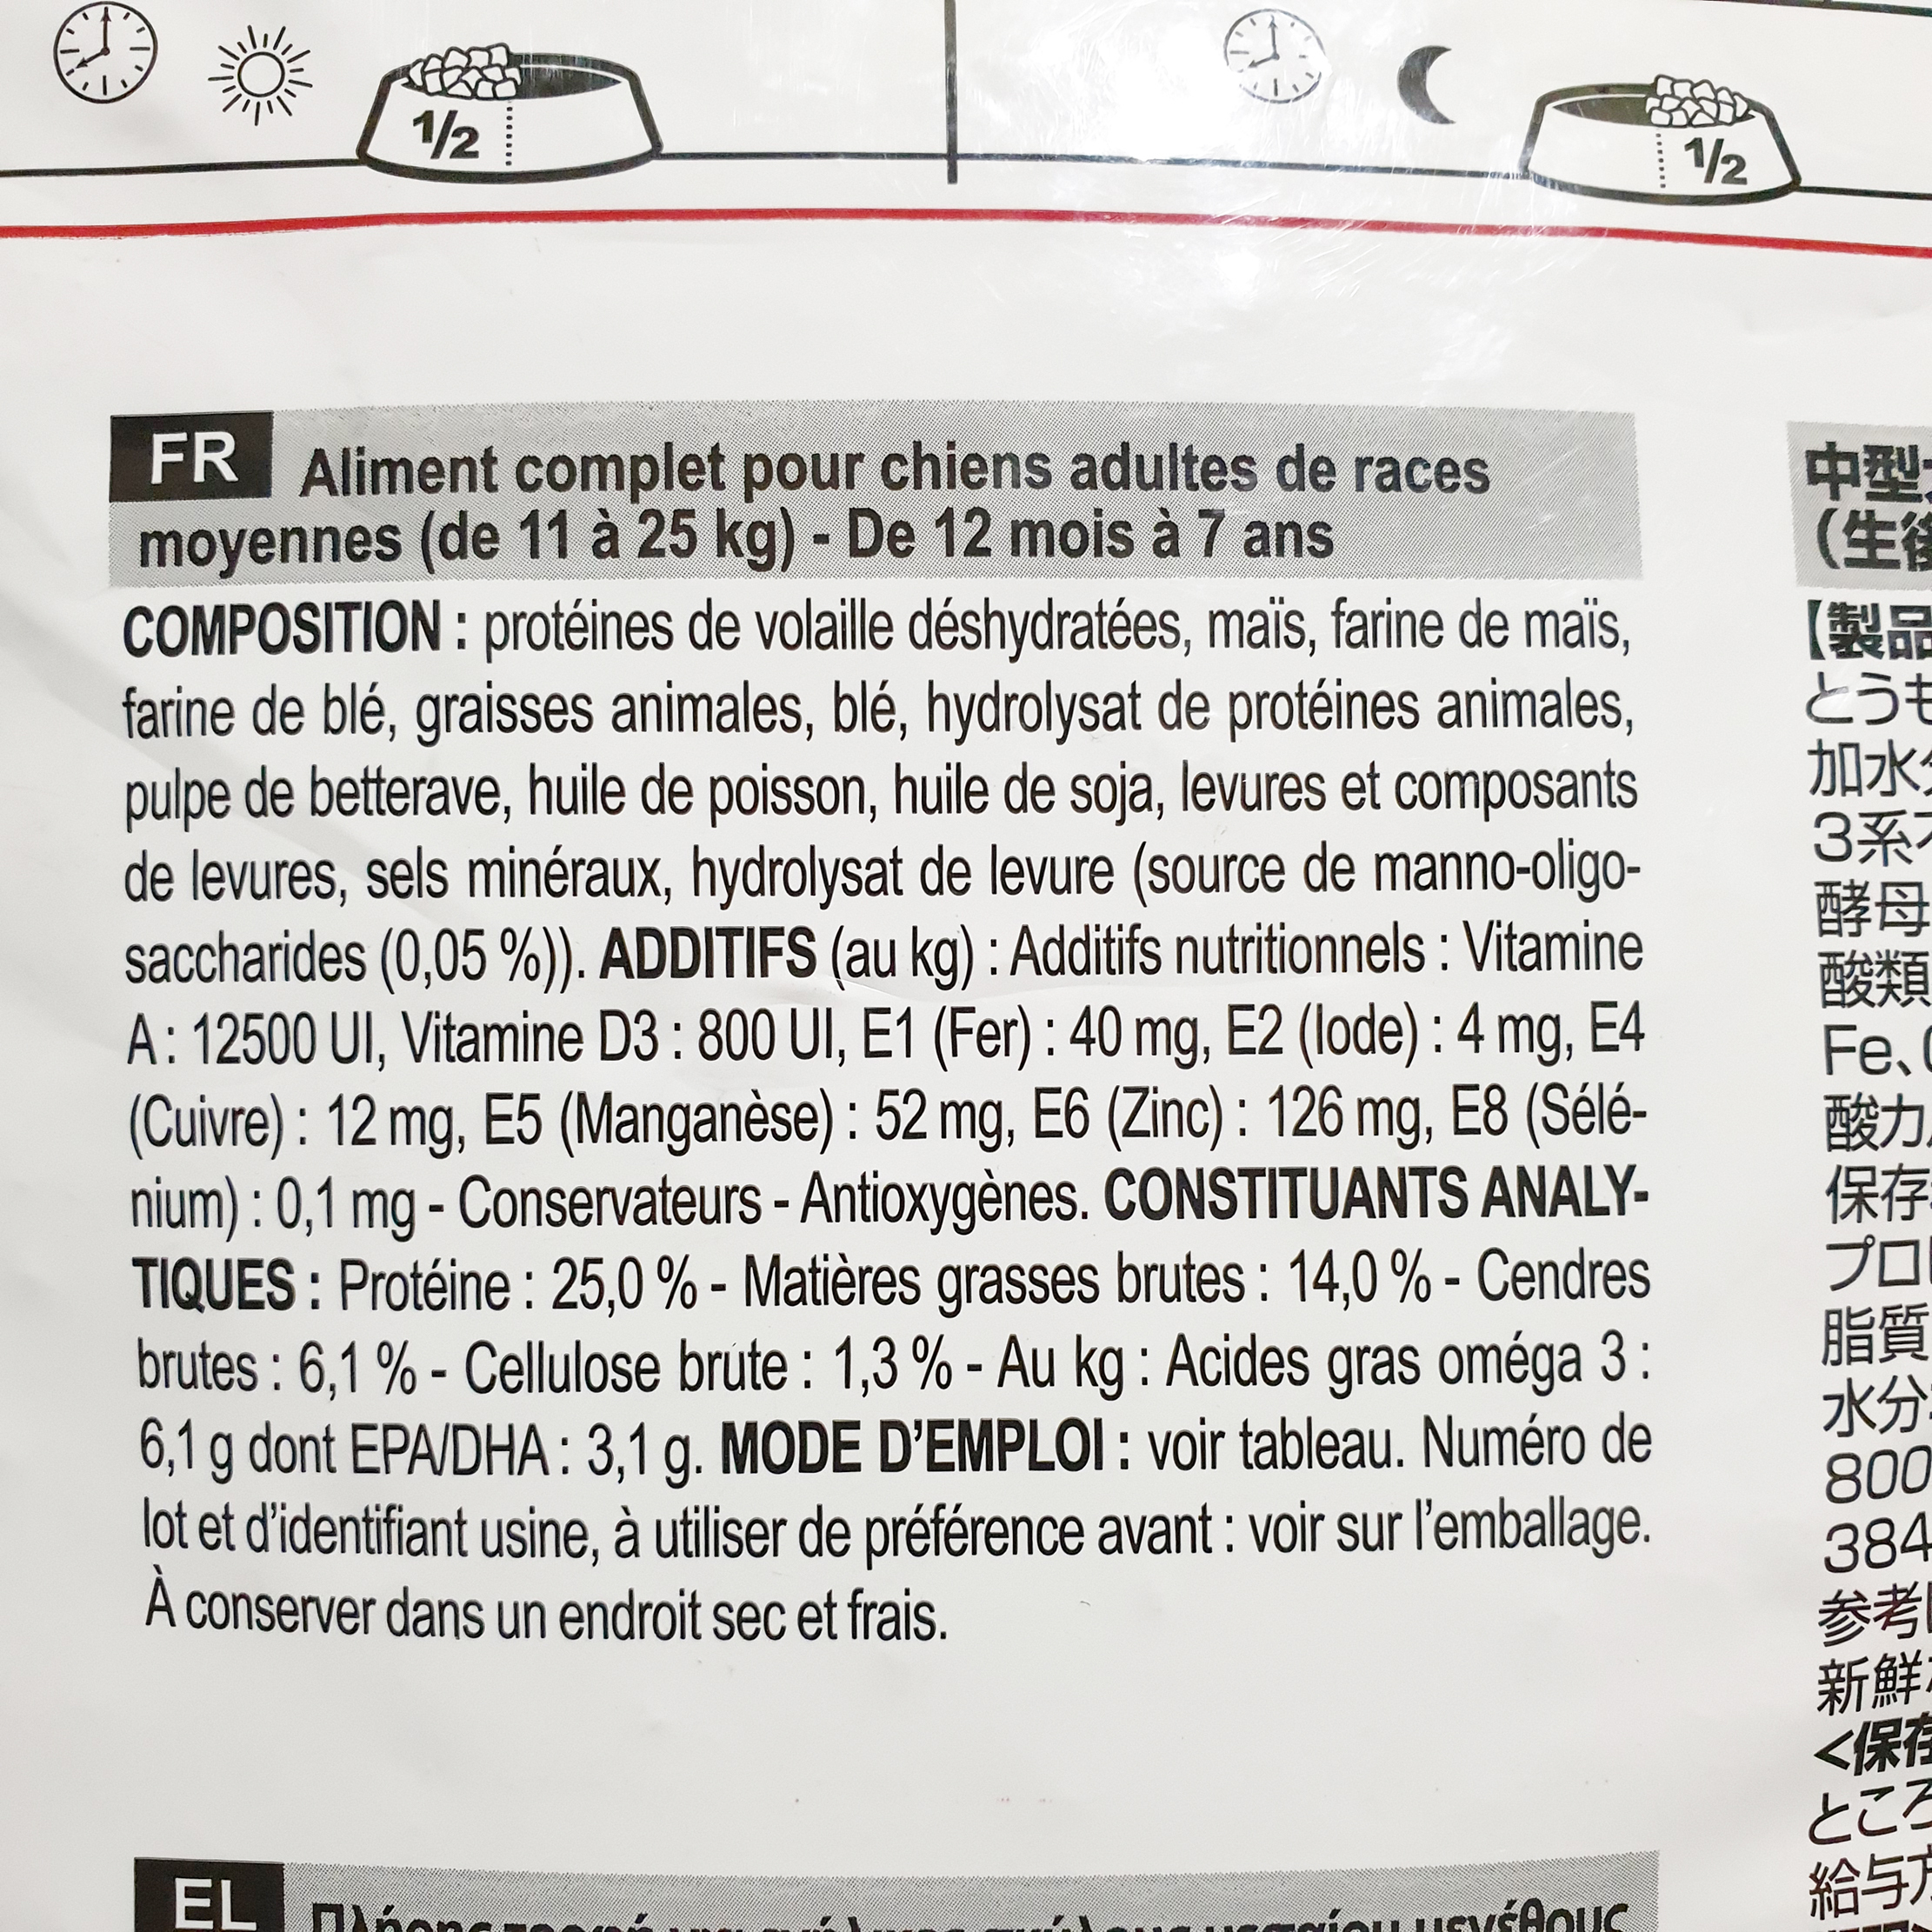 1/2
1/2
FR Aliment complet pour chiens adultes de races
moyennes (de 11 à 25 kg) - De 12 mois à 7 ans
COMPOSITION : protéines de volaille déshydratées, maïs, farine de maïs,
farine de blé, graisses animales, blé, hydrolysat de protéines animales,
pulpe de betterave, huile de poisson, huile de soja, levures et composants
de levures, sels minéraux, hydrolysat de levure (source de manno-oligo-
saccharides (0,05 %)). ADDITIFS (au kg) : Additifs nutritionnels : Vitamine
A : 12500 UI, Vitamine D3 : 800 UI, E1 (Fer) : 40 mg, E2 (Iode) : 4 mg, E4
(Cuivre) : 12 mg, E5 (Manganèse) : 52 mg, E6 (Zinc) : 126 mg, E8 (Sélé-
nium) : 0,1 mg - Conservateurs - Antioxygènes. CONSTITUANTS ANALY-
TIQUES : Protéine : 25,0 % - Matières grasses brutes : 14,0 % - Cendres
brutes : 6,1 % - Cellulose brute : 1,3 % - Au kg : Acides gras oméga 3 :
6,1 g dont EPA/DHA : 3,1 g. MODE D'EMPLOI : voir tableau. Numéro de
lot et d'identifiant usine, à utiliser de préférence avant : voir sur l'emballage.
À conserver dans un endroit sec et frais.
EL Πλήρης τροφή για ενήλικες σκύλους μεσαίου μεγέθους
中型
(生後
【製品
とうも
加水
3系
酵母
酸類
Fe、
酸力
保存
プロ
脂質
水分
800
384
参考
新鮮
<保存
ところ
給与